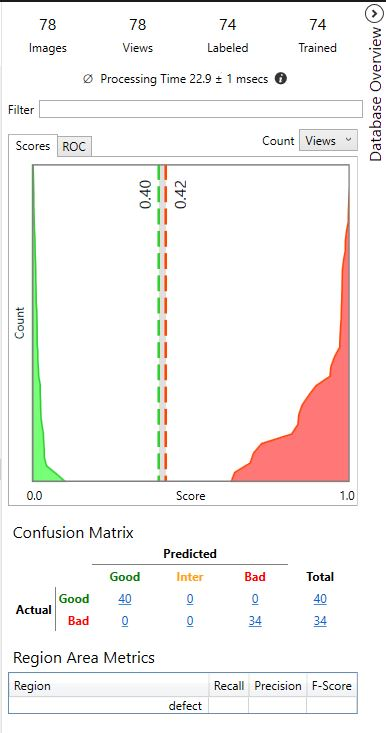 78 78 74 74
Images Views Labeled Trained
∅ Processing Time 22.9 ± 1 msecs
Database Overview
Filter
Scores ROC Count Views
0.40 0.42
Count
0.0 Score 1.0
Confusion Matrix
Predicted
Good Inter Bad Total
Actual Good 40 0 0 40
Bad 0 0 34 34
Region Area Metrics
Region Recall Precision F-Score
defect